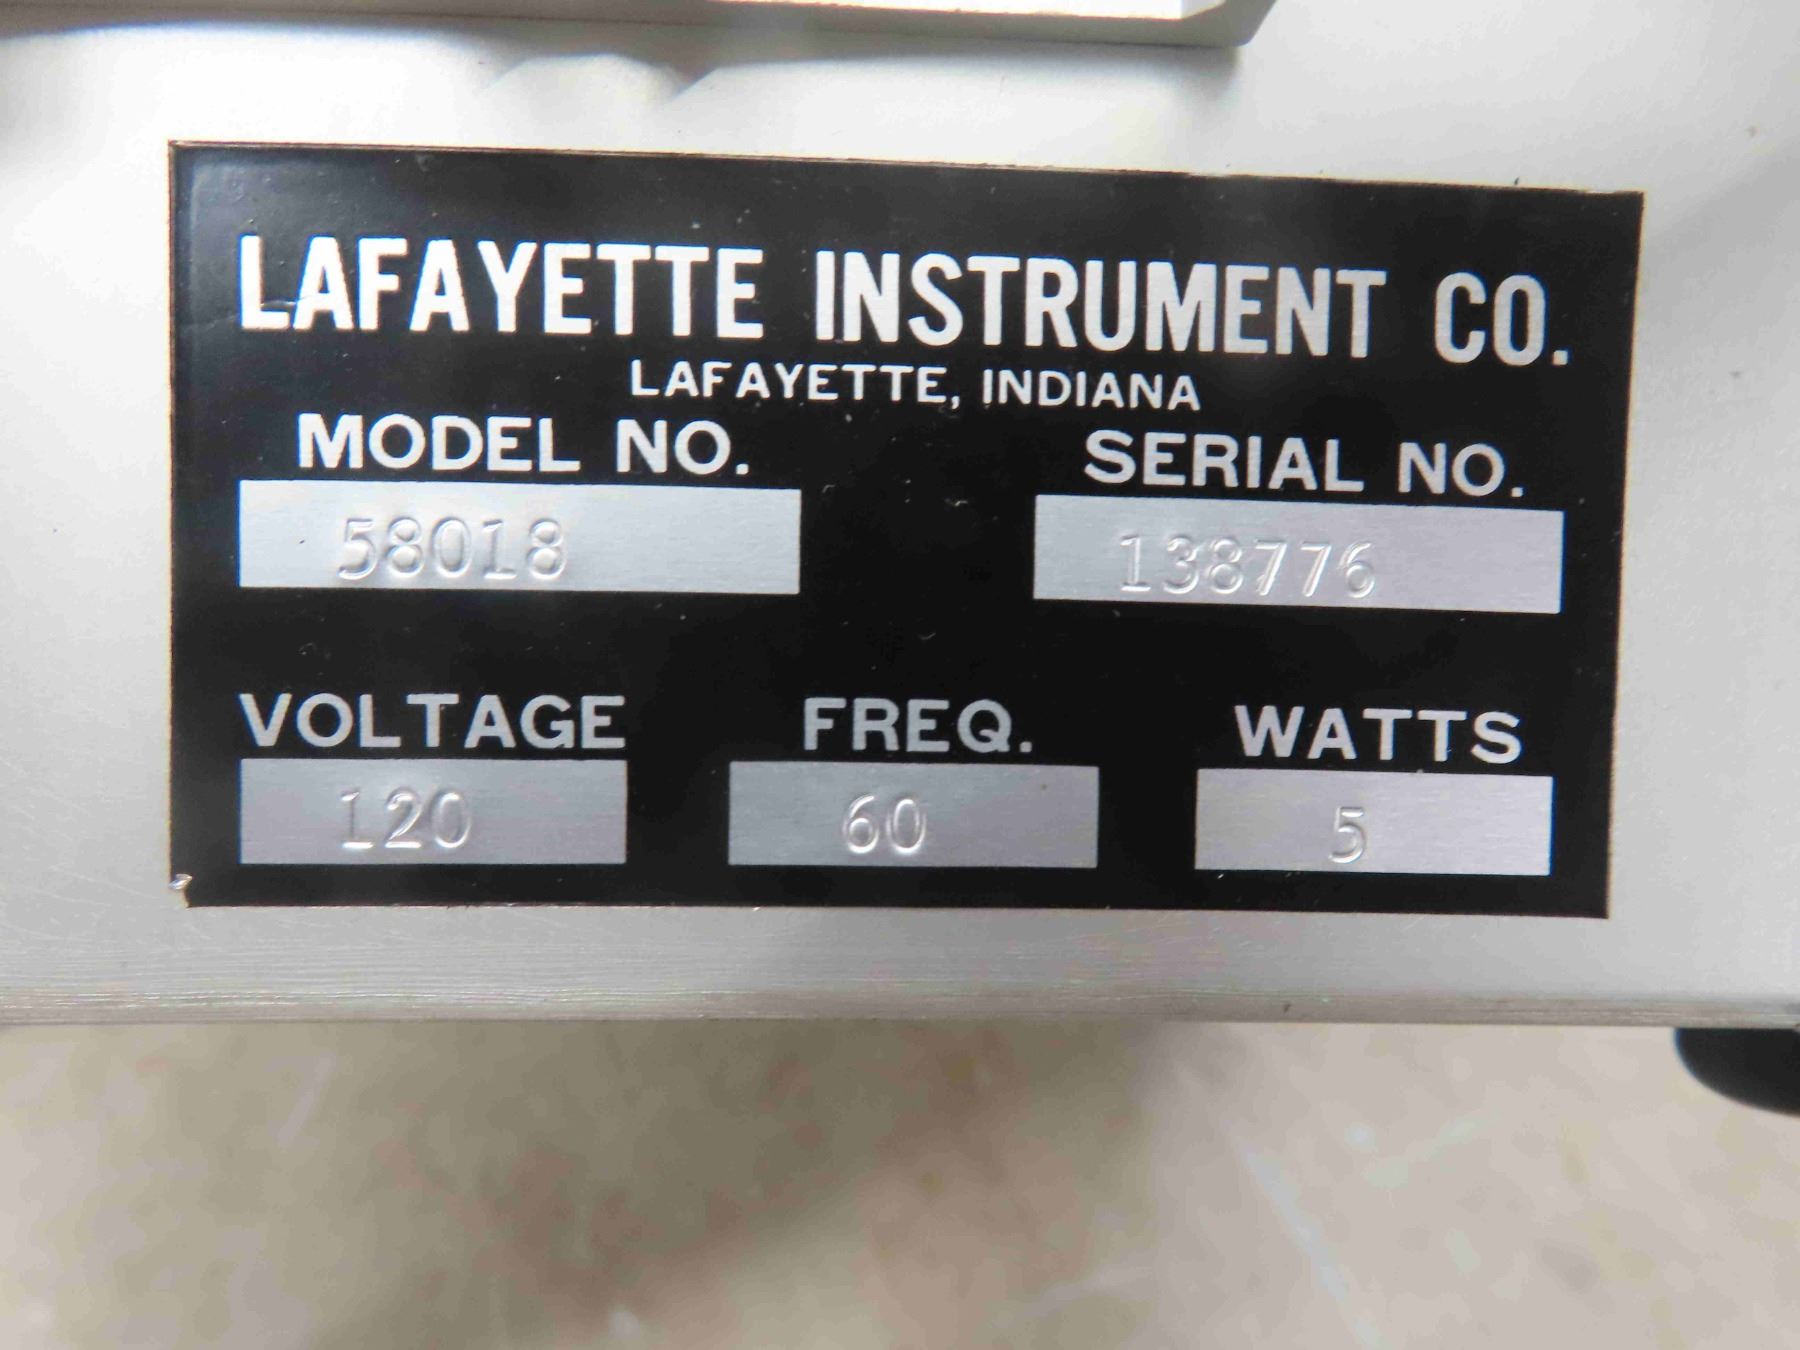 LAFAYETTE INSTRUMENT CO.
LAFAYETTE, INDIANA
MODEL NO. SERIAL NO.
58018 138776
VOLTAGE FREQ. WATTS
120 60 5